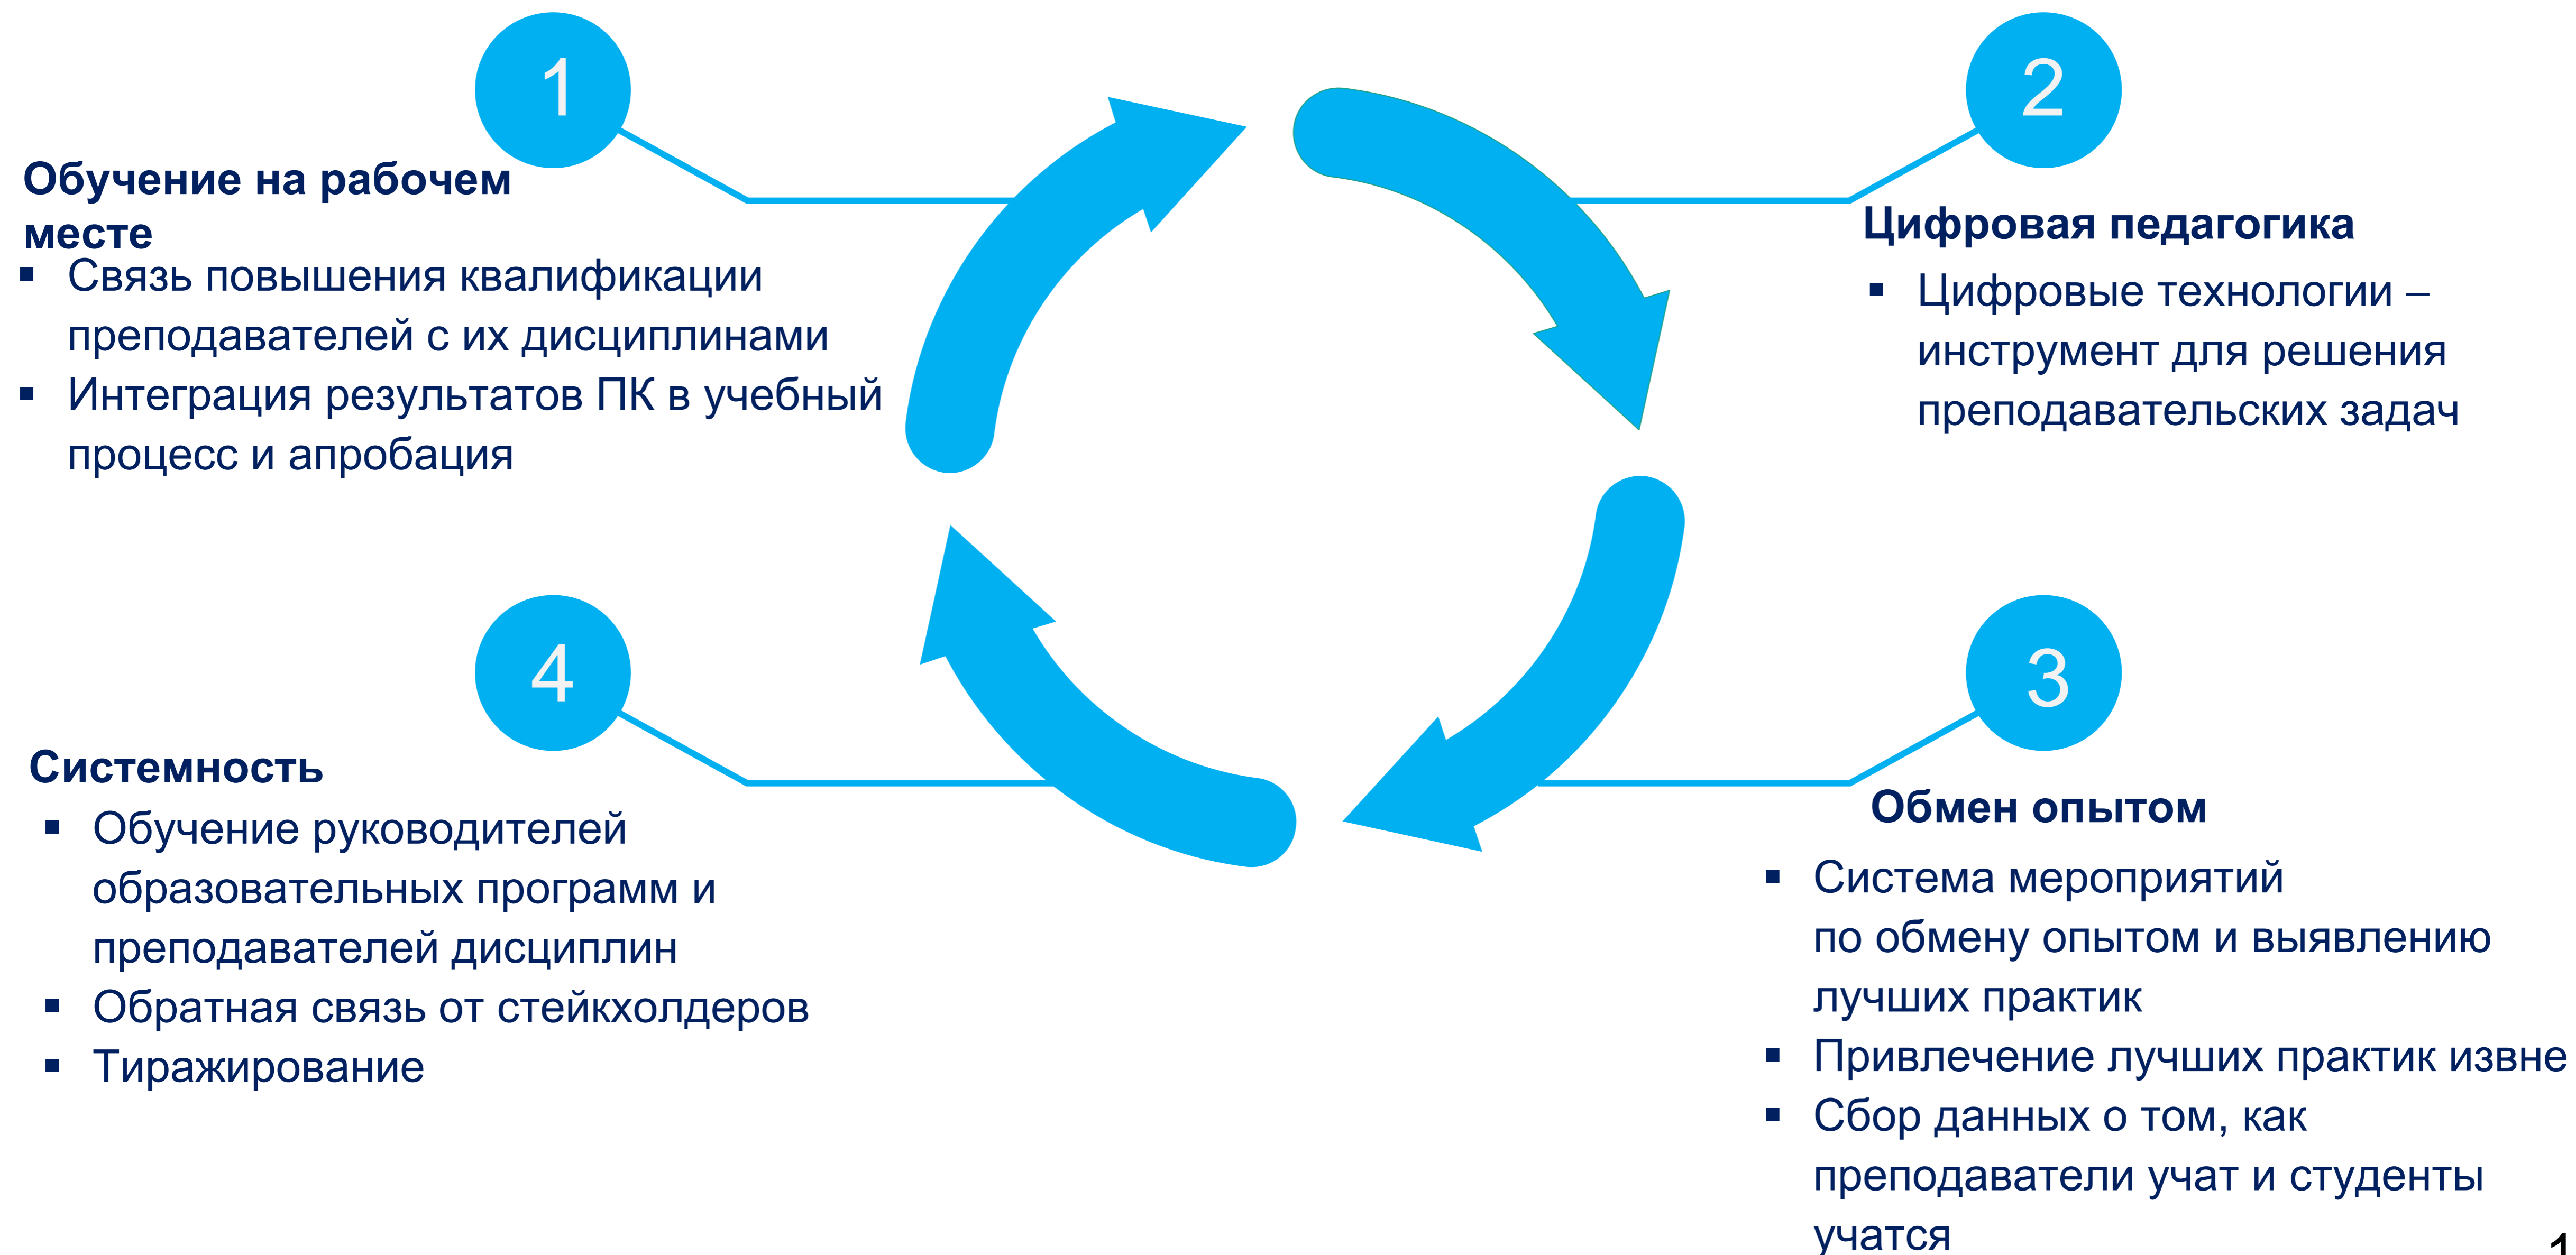 1
Обучение на рабочем
месте
▪ Связь повышения квалификации
преподавателей с их дисциплинами
▪ Интеграция результатов ПК в учебный
процесс и апробация
2
Цифровая педагогика
▪ Цифровые технологии –
инструмент для решения
преподавательских задач
4
Системность
▪ Обучение руководителей
образовательных программ и
преподавателей дисциплин
▪ Обратная связь от стейкхолдеров
▪ Тиражирование
3
Обмен опытом
▪ Система мероприятий
по обмену опытом и выявлению
лучших практик
▪ Привлечение лучших практик извне
▪ Сбор данных о том, как
преподаватели учат и студенты
учатся